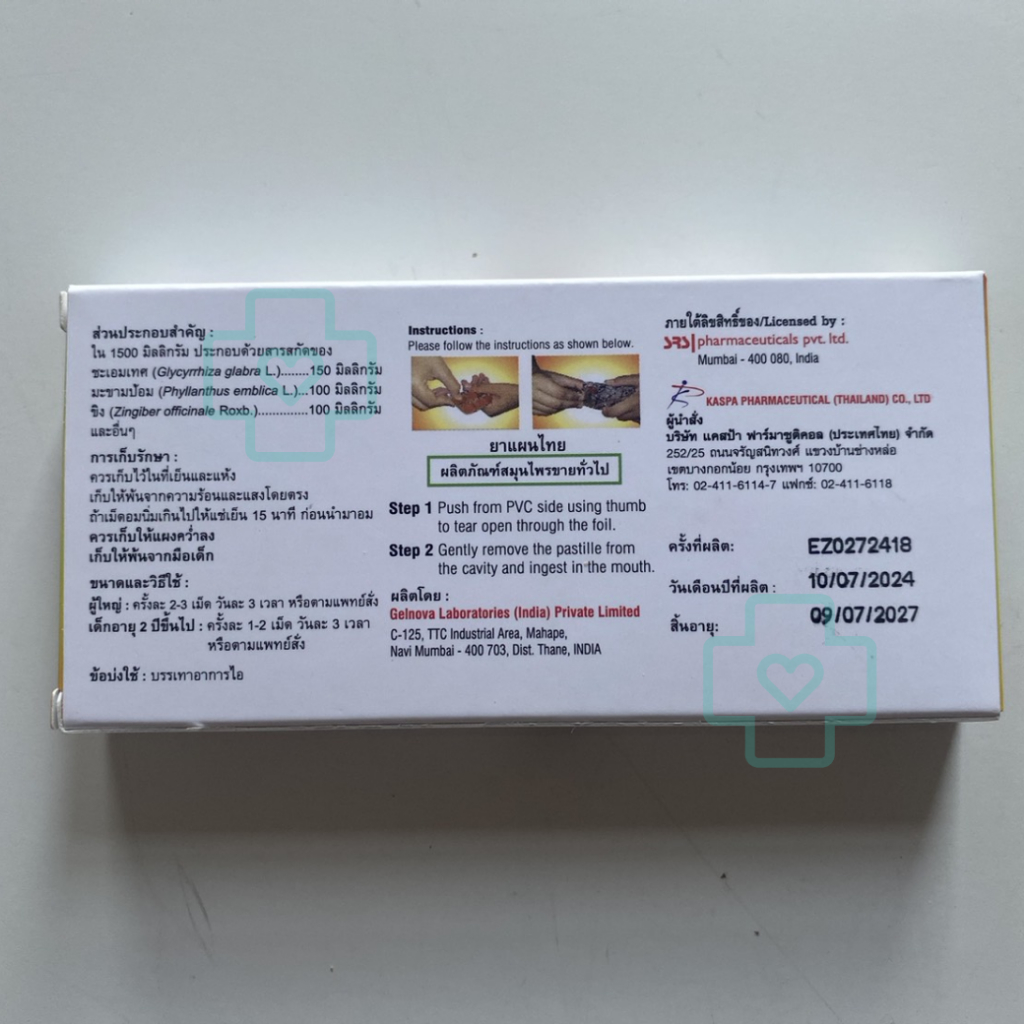 ส่วนประกอบสำคัญ :
ใน 1500 มิลลิกรัม ประกอบด้วยสารสกัดของ
ชะเอมเทศ (Glycyrrhiza glabra L.)........150 มิลลิกรัม
มะขามป้อม (Phyllanthus emblica L.)...100 มิลลิกรัม
ขิง (Zingiber officinale Roxb.)..............100 มิลลิกรัม
และอื่นๆ
การเก็บรักษา :
ควรเก็บไว้ในที่เย็นและแห้ง
เก็บให้พ้นจากความร้อนและแสงโดยตรง
ถ้าเม็ดอมนิ่มเกินไปให้แช่เย็น 15 นาที ก่อนนำมาอม
ควรเก็บให้แผงคว่ำลง
เก็บให้พ้นจากมือเด็ก
ขนาดและวิธีใช้ :
ผู้ใหญ่ : ครั้งละ 2-3 เม็ด วันละ 3 เวลา หรือตามแพทย์สั่ง
เด็กอายุ 2 ปีขึ้นไป : ครั้งละ 1-2 เม็ด วันละ 3 เวลา
หรือตามแพทย์สั่ง
ข้อบ่งใช้ : บรรเทาอาการไอ
Instructions :
Please follow the instructions as shown below.
ยาแผนไทย
ผลิตภัณฑ์สมุนไพรขายทั่วไป
Step 1 Push from PVC side using thumb
to tear open through the foil.
Step 2 Gently remove the pastille from
the cavity and ingest in the mouth.
ผลิตโดย :
Gelnova Laboratories (India) Private Limited
C-125, TTC Industrial Area, Mahape,
Navi Mumbai - 400 703, Dist. Thane, INDIA
ภายใต้ลิขสิทธิ์ของ/Licensed by :
SRS pharmaceuticals pvt. ltd.
Mumbai - 400 080, India
KASPA PHARMACEUTICAL (THAILAND) CO., LTD
ผู้นำสั่ง
บริษัท แคสป้า ฟาร์มาซูติคอล (ประเทศไทย) จำกัด
252/25 ถนนจรัญสนิทวงศ์ แขวงบ้านช่างหล่อ
เขตบางกอกน้อย กรุงเทพฯ 10700
โทร: 02-411-6114-7 แฟกซ์: 02-411-6118
ครั้งที่ผลิต: EZ0272418
วันเดือนปีที่ผลิต : 10/07/2024
สิ้นอายุ: 09/07/2027